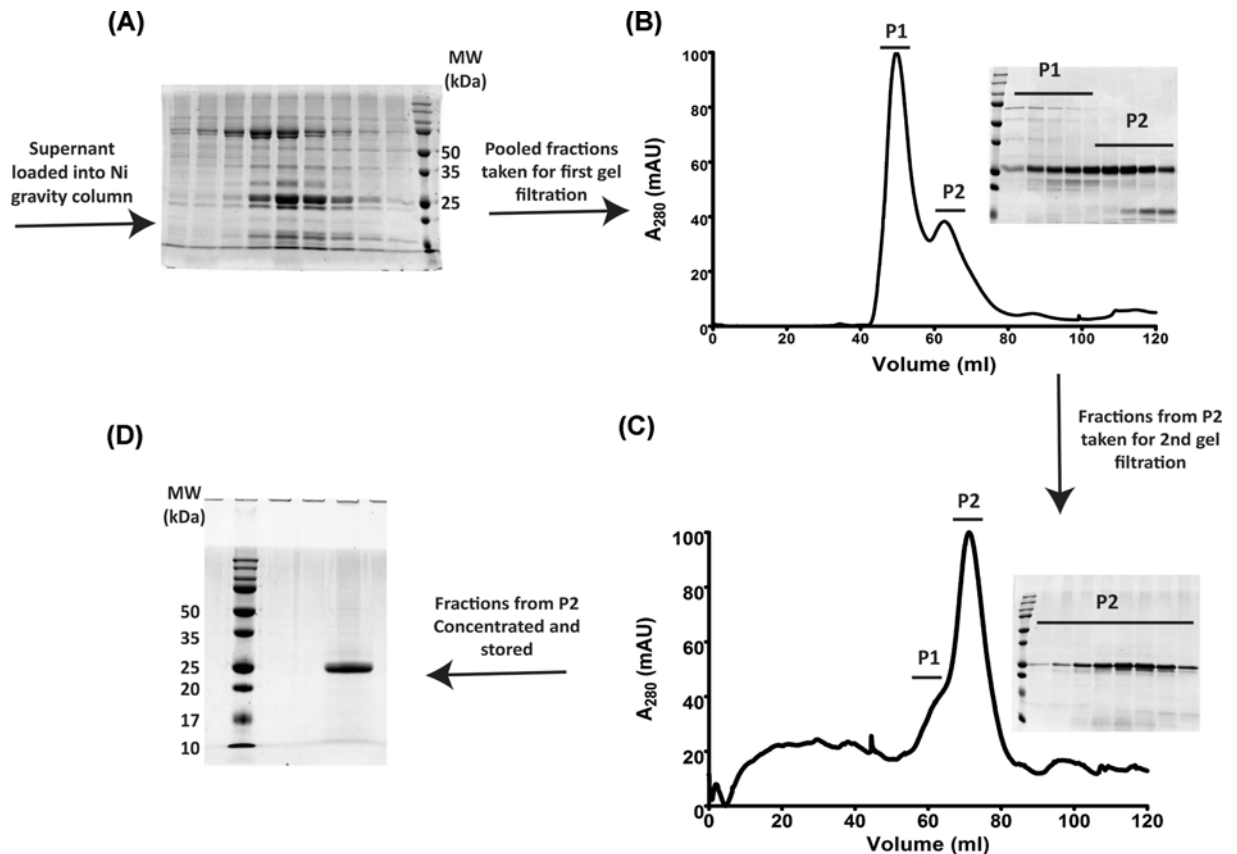 (A)
MW
(kDa)
50
35
25
Supernant
loaded into Ni
gravity column
Pooled fractions
taken for first gel
filtration
(B)
P1
P2
100
80
60
40
20
0
A280 (mAU)
0 20 40 60 80 100 120
Volume (ml)
P1
P2
Fractions from P2
taken for 2nd gel
filtration
(C)
P2
P1
100
80
60
40
20
0
A280 (mAU)
0 20 40 60 80 100 120
Volume (ml)
P2
Fractions from P2
Concentrated and
stored
(D)
MW
(kDa)
50
35
25
20
17
10